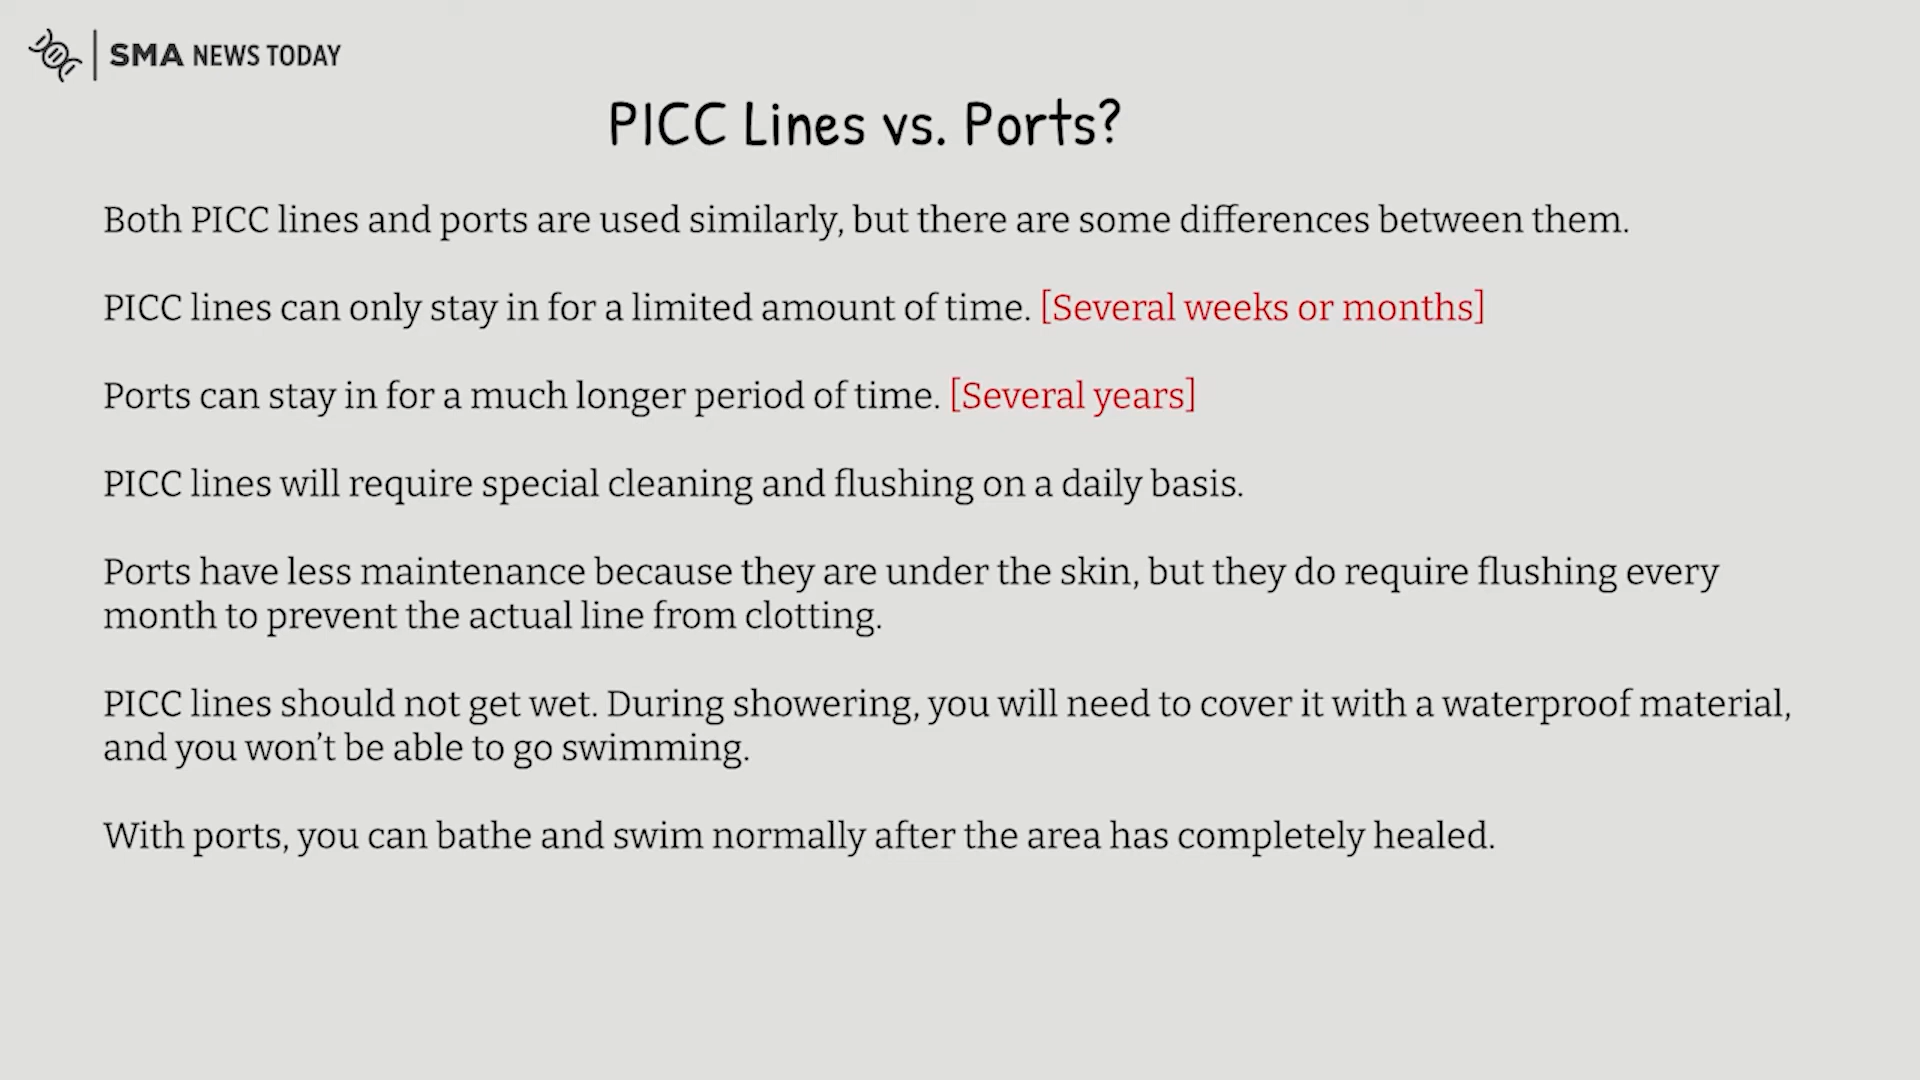 SMA NEWS TODAY
PICC Lines vs. Ports?
Both PICC lines and ports are used similarly, but there are some differences between them.
PICC lines can only stay in for a limited amount of time. [Several weeks or months]
Ports can stay in for a much longer period of time. [Several years]
PICC lines will require special cleaning and flushing on a daily basis.
Ports have less maintenance because they are under the skin, but they do require flushing every
month to prevent the actual line from clotting.
PICC lines should not get wet. During showering, you will need to cover it with a waterproof material,
and you won’t be able to go swimming.
With ports, you can bathe and swim normally after the area has completely healed.